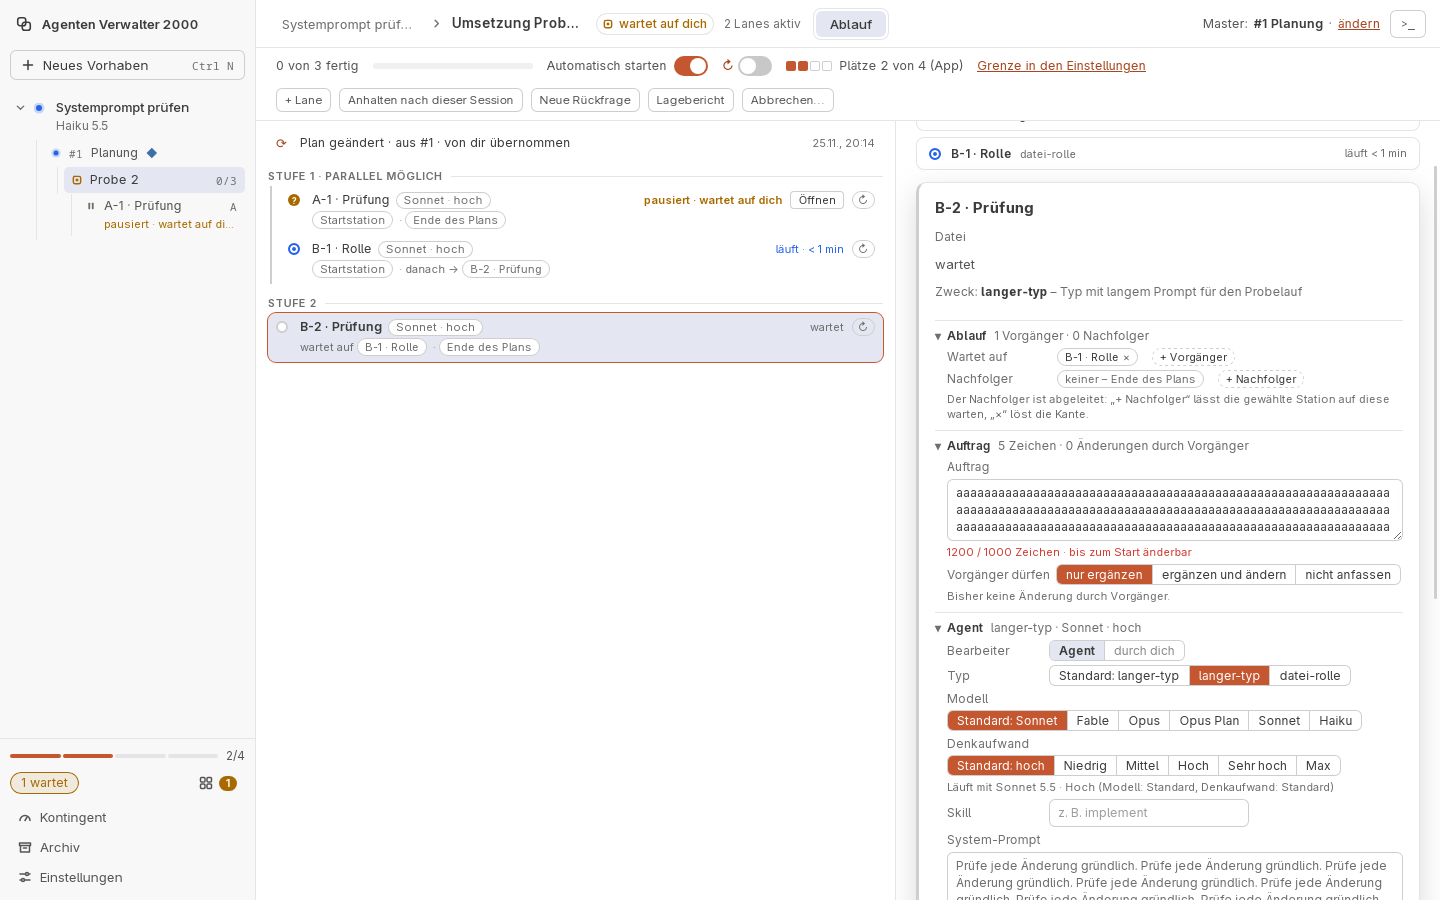 Agenten Verwalter 2000
Neues Vorhaben Ctrl N
Systemprompt prüfen
Haiku 5.5
#1 Planung
Probe 2 0/3
A-1 · Prüfung A
pausiert · wartet auf di…
2/4
1 wartet 1
Kontingent
Archiv
Einstellungen
Systemprompt prüf… › Umsetzung Prob… wartet auf dich 2 Lanes aktiv Ablauf
Master: #1 Planung · ändern >_
0 von 3 fertig Automatisch starten Plätze 2 von 4 (App) Grenze in den Einstellungen
+ Lane Anhalten nach dieser Session Neue Rückfrage Lagebericht Abbrechen…
Plan geändert · aus #1 · von dir übernommen 25.11., 20:14
STUFE 1 · PARALLEL MÖGLICH
A-1 · Prüfung Sonnet · hoch pausiert · wartet auf dich Öffnen
Startstation · Ende des Plans
B-1 · Rolle Sonnet · hoch läuft · < 1 min
Startstation · danach → B-2 · Prüfung
STUFE 2
B-2 · Prüfung Sonnet · hoch wartet
wartet auf B-1 · Rolle · Ende des Plans
B-1 · Rolle datei-rolle läuft < 1 min
B-2 · Prüfung
Datei
wartet
Zweck: langer-typ – Typ mit langem Prompt für den Probelauf
▾ Ablauf 1 Vorgänger · 0 Nachfolger
Wartet auf B-1 · Rolle × + Vorgänger
Nachfolger keiner – Ende des Plans + Nachfolger
Der Nachfolger ist abgeleitet: „+ Nachfolger“ lässt die gewählte Station auf diese
warten, „×“ löst die Kante.
▾ Auftrag 5 Zeichen · 0 Änderungen durch Vorgänger
Auftrag
aaaaaaaaaaaaaaaaaaaaaaaaaaaaaaaaaaaaaaaaaaaaaaaaaaaaaaaaaaaaaa
aaaaaaaaaaaaaaaaaaaaaaaaaaaaaaaaaaaaaaaaaaaaaaaaaaaaaaaaaaaaaa
aaaaaaaaaaaaaaaaaaaaaaaaaaaaaaaaaaaaaaaaaaaaaaaaaaaaaaaaaaaaaa
1200 / 1000 Zeichen · bis zum Start änderbar
Vorgänger dürfen nur ergänzen ergänzen und ändern nicht anfassen
Bisher keine Änderung durch Vorgänger.
▾ Agent langer-typ · Sonnet · hoch
Bearbeiter Agent durch dich
Typ Standard: langer-typ langer-typ datei-rolle
Modell
Standard: Sonnet Fable Opus Opus Plan Sonnet Haiku
Denkaufwand
Standard: hoch Niedrig Mittel Hoch Sehr hoch Max
Läuft mit Sonnet 5.5 · Hoch (Modell: Standard, Denkaufwand: Standard)
Skill z. B. implement
System-Prompt
Prüfe jede Änderung gründlich. Prüfe jede Änderung gründlich. Prüfe jede
Änderung gründlich. Prüfe jede Änderung gründlich. Prüfe jede Änderung
gründlich. Prüfe jede Änderung gründlich. Prüfe jede Änderung gründlich.